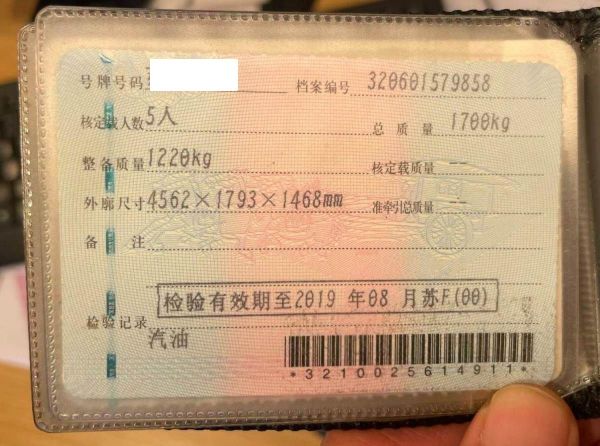 号牌号码
档案编号 320601579858
核定载人数 5人 总质量 1700kg
整备质量 1220kg 核定载质量 --
外廓尺寸 4562×1793×1468mm 准牵引总质量 --
备注
检验有效期至2019 年08 月苏F(00)
检验记录
汽油
*3210025614911*